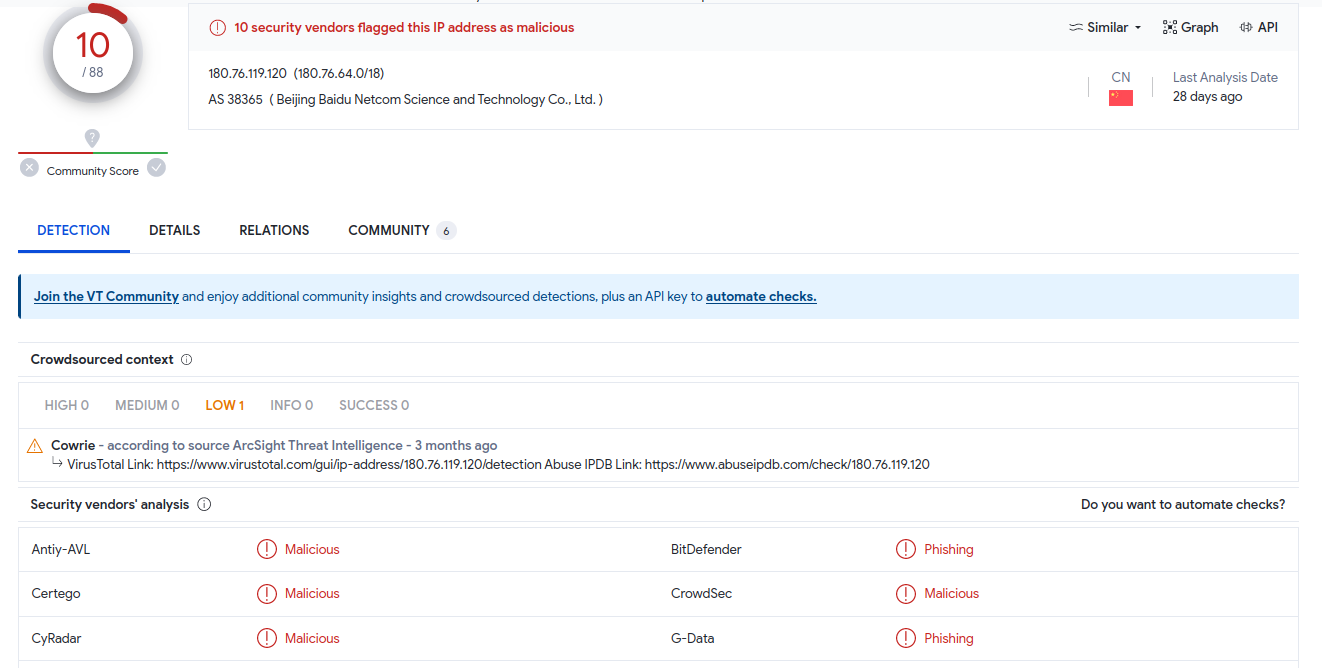 10
/ 88
Community Score
10 security vendors flagged this IP address as malicious
Similar
Graph
API
180.76.119.120 (180.76.64.0/18)
AS 38365 ( Beijing Baidu Netcom Science and Technology Co., Ltd. )
CN
Last Analysis Date
28 days ago
DETECTION DETAILS RELATIONS COMMUNITY 6
Join the VT Community and enjoy additional community insights and crowdsourced detections, plus an API key to automate checks.
Crowdsourced context
HIGH 0 MEDIUM 0 LOW 1 INFO 0 SUCCESS 0
Cowrie - according to source ArcSight Threat Intelligence - 3 months ago
VirusTotal Link: https://www.virustotal.com/gui/ip-address/180.76.119.120/detection Abuse IPDB Link: https://www.abuseipdb.com/check/180.76.119.120
Security vendors' analysis Do you want to automate checks?
Antiy-AVL Malicious BitDefender Phishing
Certego Malicious CrowdSec Malicious
CyRadar Malicious G-Data Phishing